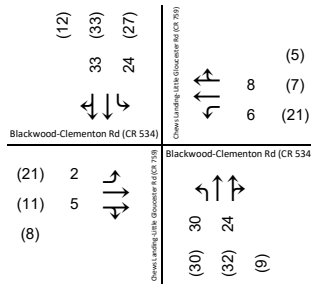 (12) (33) (27)
33 24
Blackwood-Clementon Rd (CR 534)
Chews Landing-Little Gloucester Rd (CR 759)
(5)
8 (7)
6 (21)
(21) 2
(11) 5
(8)
Chews Landing-Little Gloucester Rd (CR 759)
Blackwood-Clementon Rd (CR 534
30 24
(30) (32) (9)